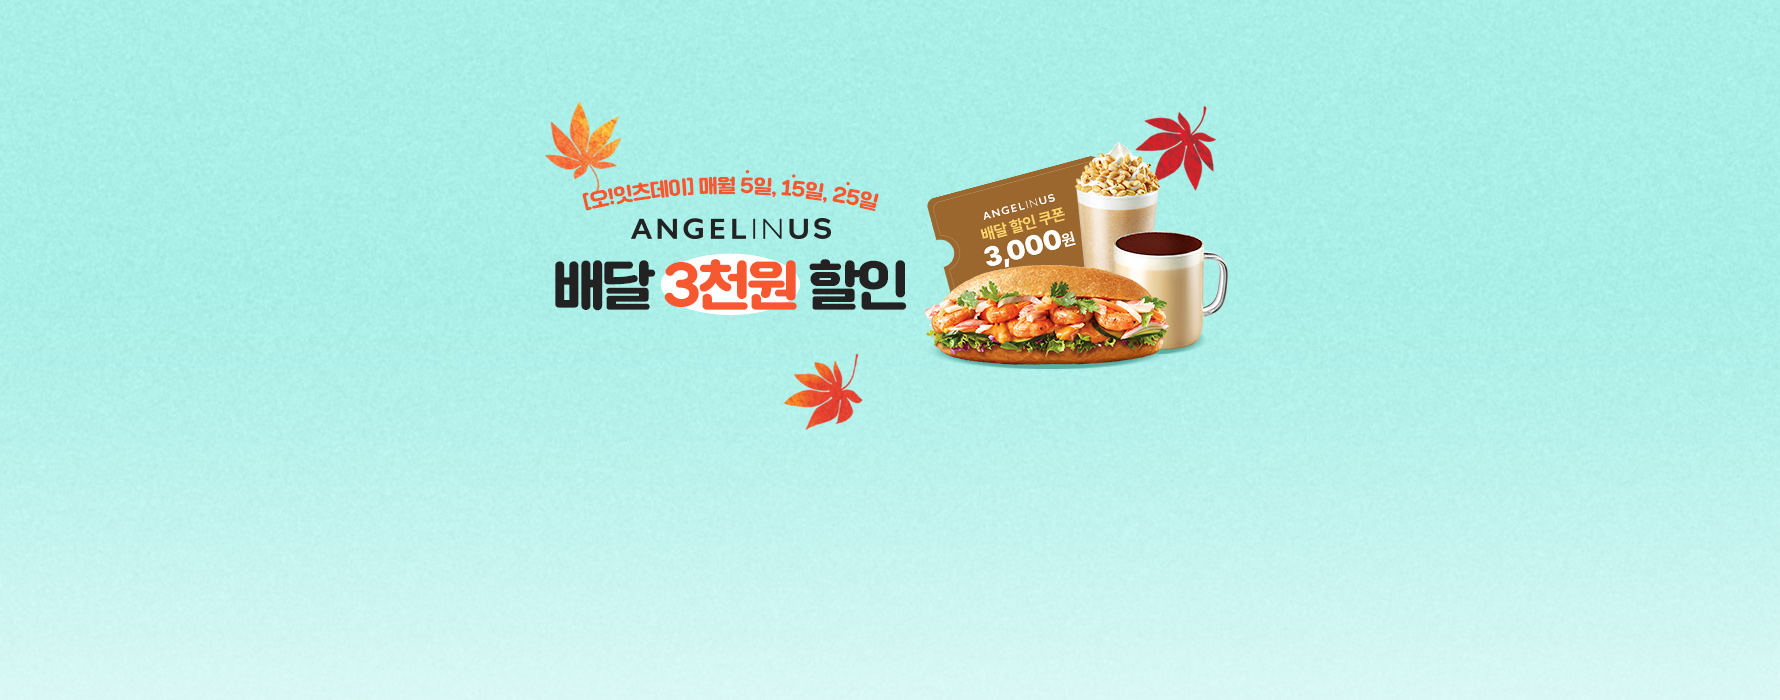 [오!잇츠데이] 매월 5일, 15일, 25일
ANGELINUS
배달 3천원 할인
ANGELINUS
배달 할인 쿠폰
3,000원